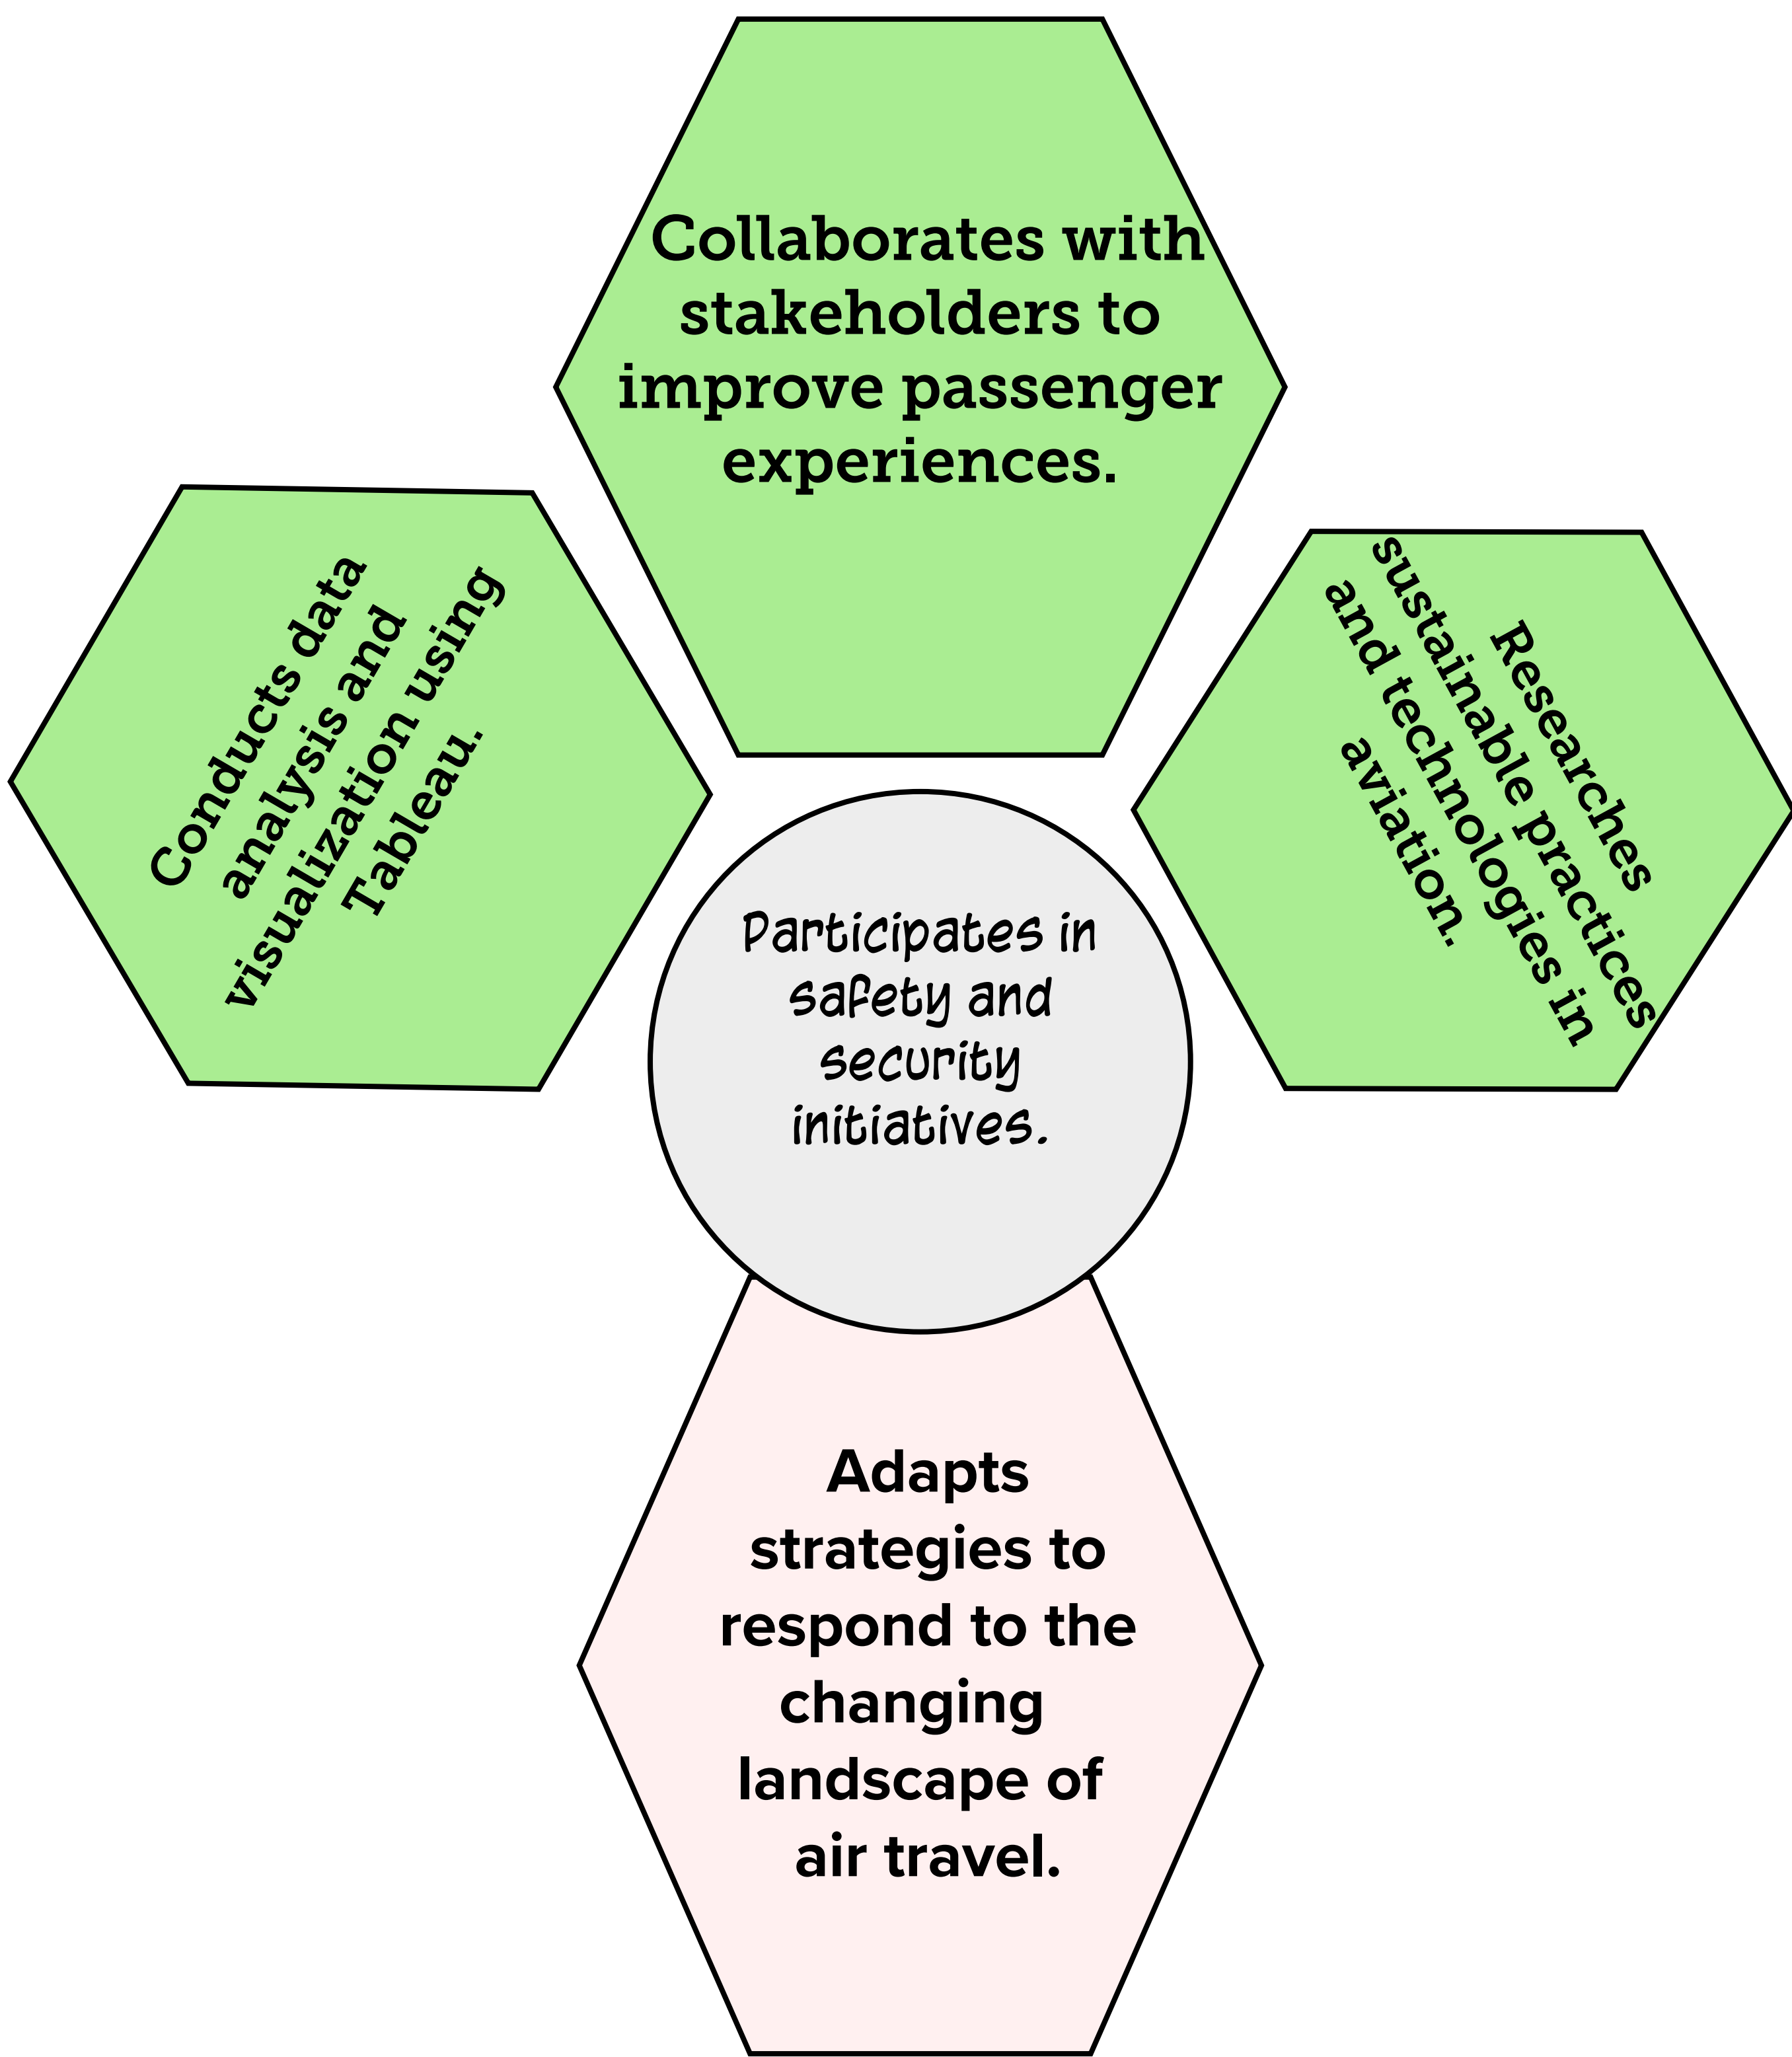 Collaborates with
stakeholders to
improve passenger
experiences.
Conducts data
analysis and
visualization using
Tableau.
Researches
sustainable practices
and technologies in
aviation.
Participates in
safety and
security
initiatives.
Adapts
strategies to
respond to the
changing
landscape of
air travel.